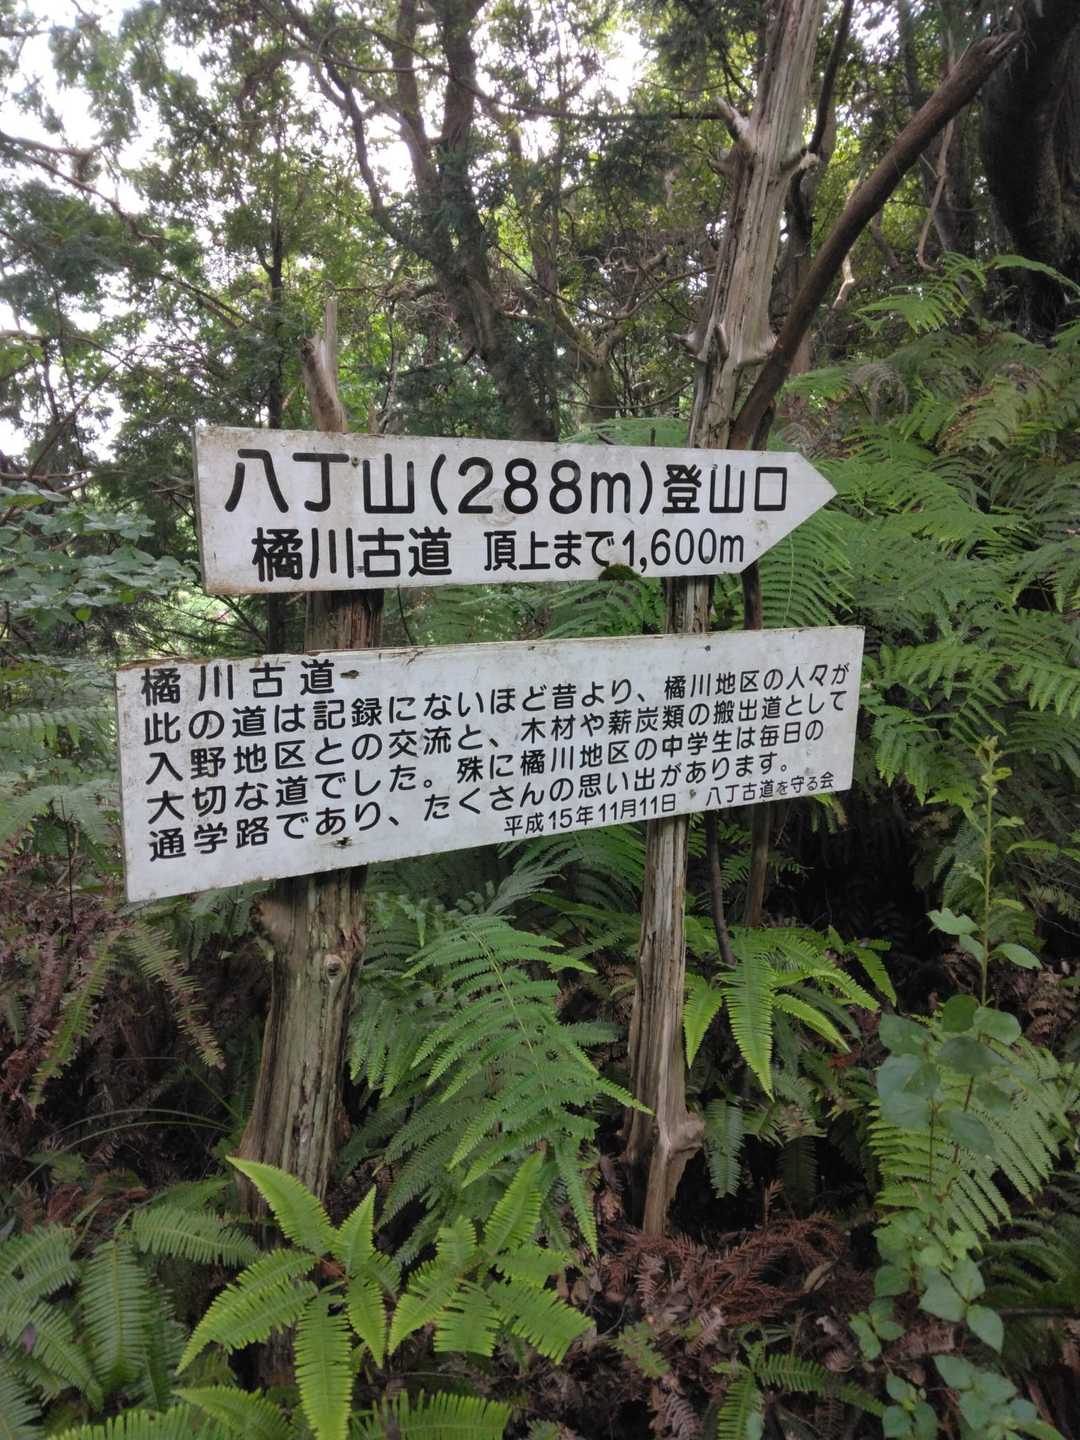 八丁山(288m)登山口
橘川古道 頂上まで1,600m
橘川古道
此の道は記録にないほど昔より、橘川地区の人々が
入野地区との交流と、木材や薪炭類の搬出道として
大切な道でした。殊に橘川地区の中学生は毎日の
通学路であり、たくさんの思い出があります。
平成15年11月11日 八丁古道を守る会